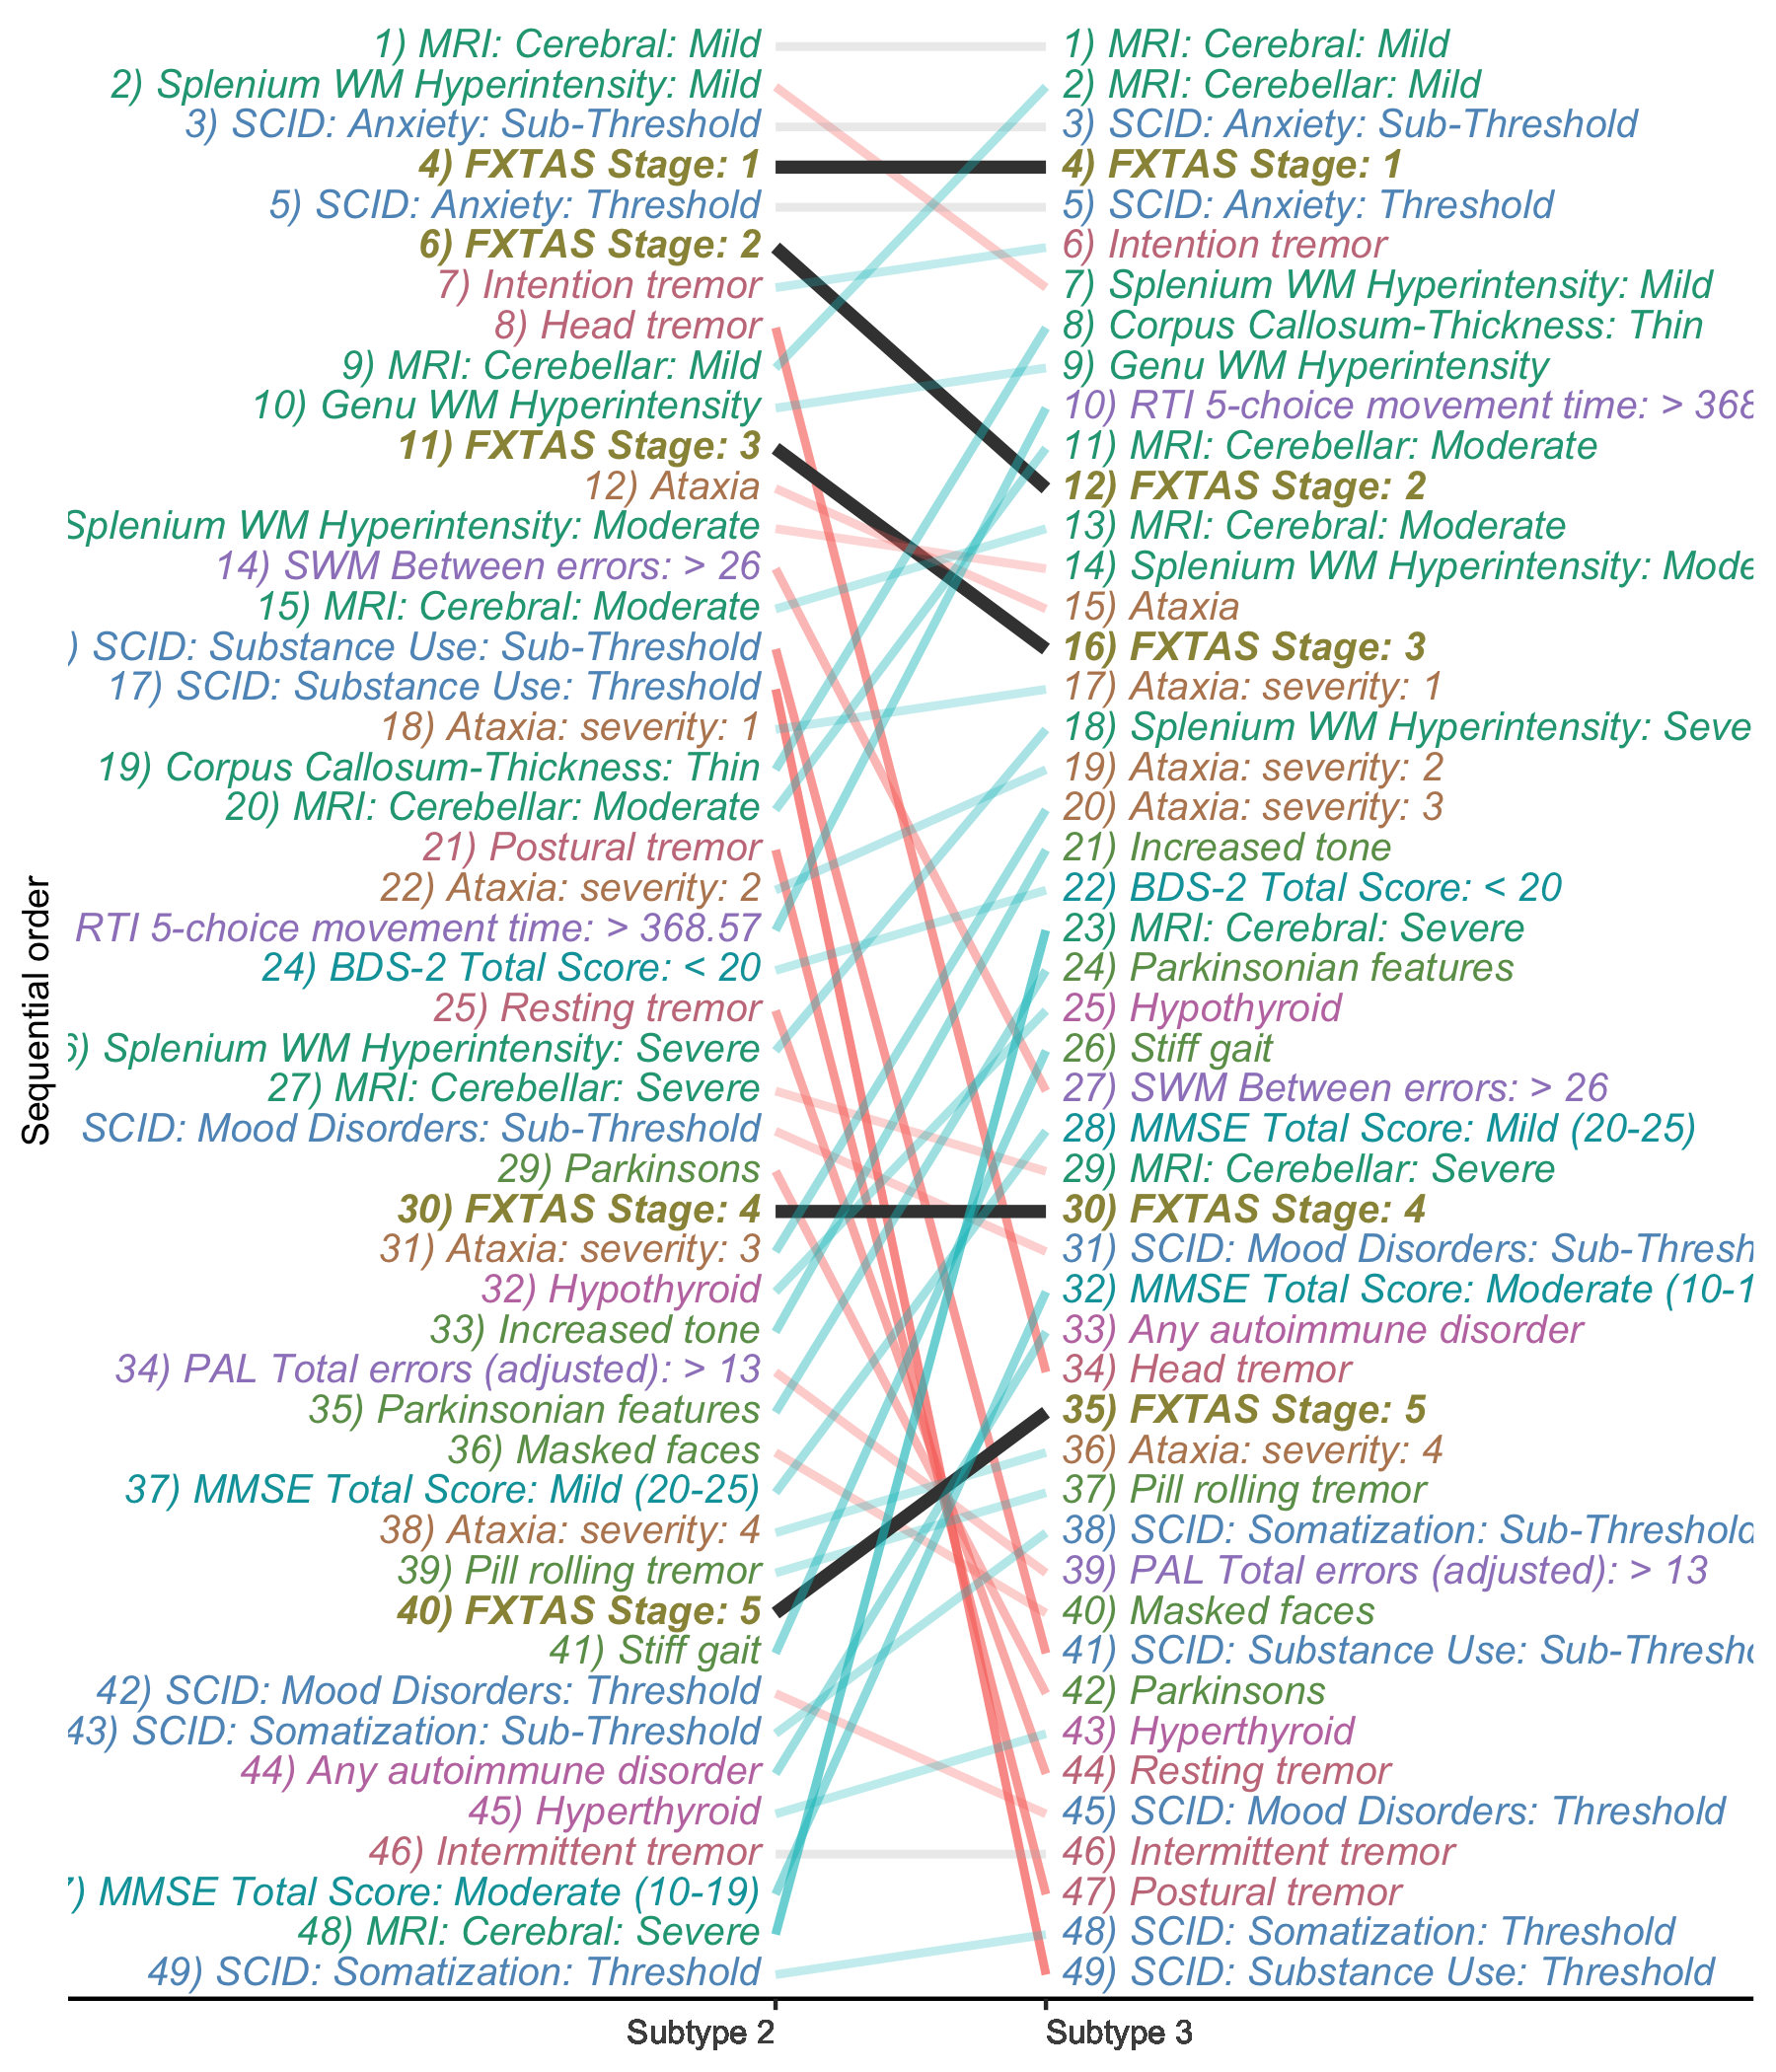 1) MRI: Cerebral: Mild
2) Splenium WM Hyperintensity: Mild
3) SCID: Anxiety: Sub-Threshold
4) FXTAS Stage: 1
5) SCID: Anxiety: Threshold
6) FXTAS Stage: 2
7) Intention tremor
8) Head tremor
9) MRI: Cerebellar: Mild
10) Genu WM Hyperintensity
11) FXTAS Stage: 3
12) Ataxia
Splenium WM Hyperintensity: Moderate
14) SWM Between errors: > 26
15) MRI: Cerebral: Moderate
) SCID: Substance Use: Sub-Threshold
17) SCID: Substance Use: Threshold
18) Ataxia: severity: 1
19) Corpus Callosum-Thickness: Thin
20) MRI: Cerebellar: Moderate
21) Postural tremor
22) Ataxia: severity: 2
RTI 5-choice movement time: > 368.57
24) BDS-2 Total Score: < 20
25) Resting tremor
6) Splenium WM Hyperintensity: Severe
27) MRI: Cerebellar: Severe
SCID: Mood Disorders: Sub-Threshold
29) Parkinsons
30) FXTAS Stage: 4
31) Ataxia: severity: 3
32) Hypothyroid
33) Increased tone
34) PAL Total errors (adjusted): > 13
35) Parkinsonian features
36) Masked faces
37) MMSE Total Score: Mild (20-25)
38) Ataxia: severity: 4
39) Pill rolling tremor
40) FXTAS Stage: 5
41) Stiff gait
42) SCID: Mood Disorders: Threshold
43) SCID: Somatization: Sub-Threshold
44) Any autoimmune disorder
45) Hyperthyroid
46) Intermittent tremor
) MMSE Total Score: Moderate (10-19)
48) MRI: Cerebral: Severe
49) SCID: Somatization: Threshold
1) MRI: Cerebral: Mild
2) MRI: Cerebellar: Mild
3) SCID: Anxiety: Sub-Threshold
4) FXTAS Stage: 1
5) SCID: Anxiety: Threshold
6) Intention tremor
7) Splenium WM Hyperintensity: Mild
8) Corpus Callosum-Thickness: Thin
9) Genu WM Hyperintensity
10) RTI 5-choice movement time: > 368
11) MRI: Cerebellar: Moderate
12) FXTAS Stage: 2
13) MRI: Cerebral: Moderate
14) Splenium WM Hyperintensity: Mode
15) Ataxia
16) FXTAS Stage: 3
17) Ataxia: severity: 1
18) Splenium WM Hyperintensity: Seve
19) Ataxia: severity: 2
20) Ataxia: severity: 3
21) Increased tone
22) BDS-2 Total Score: < 20
23) MRI: Cerebral: Severe
24) Parkinsonian features
25) Hypothyroid
26) Stiff gait
27) SWM Between errors: > 26
28) MMSE Total Score: Mild (20-25)
29) MRI: Cerebellar: Severe
30) FXTAS Stage: 4
31) SCID: Mood Disorders: Sub-Thresh
32) MMSE Total Score: Moderate (10-1
33) Any autoimmune disorder
34) Head tremor
35) FXTAS Stage: 5
36) Ataxia: severity: 4
37) Pill rolling tremor
38) SCID: Somatization: Sub-Threshold
39) PAL Total errors (adjusted): > 13
40) Masked faces
41) SCID: Substance Use: Sub-Thresho
42) Parkinsons
43) Hyperthyroid
44) Resting tremor
45) SCID: Mood Disorders: Threshold
46) Intermittent tremor
47) Postural tremor
48) SCID: Somatization: Threshold
49) SCID: Substance Use: Threshold
Sequential order
Subtype 2
Subtype 3